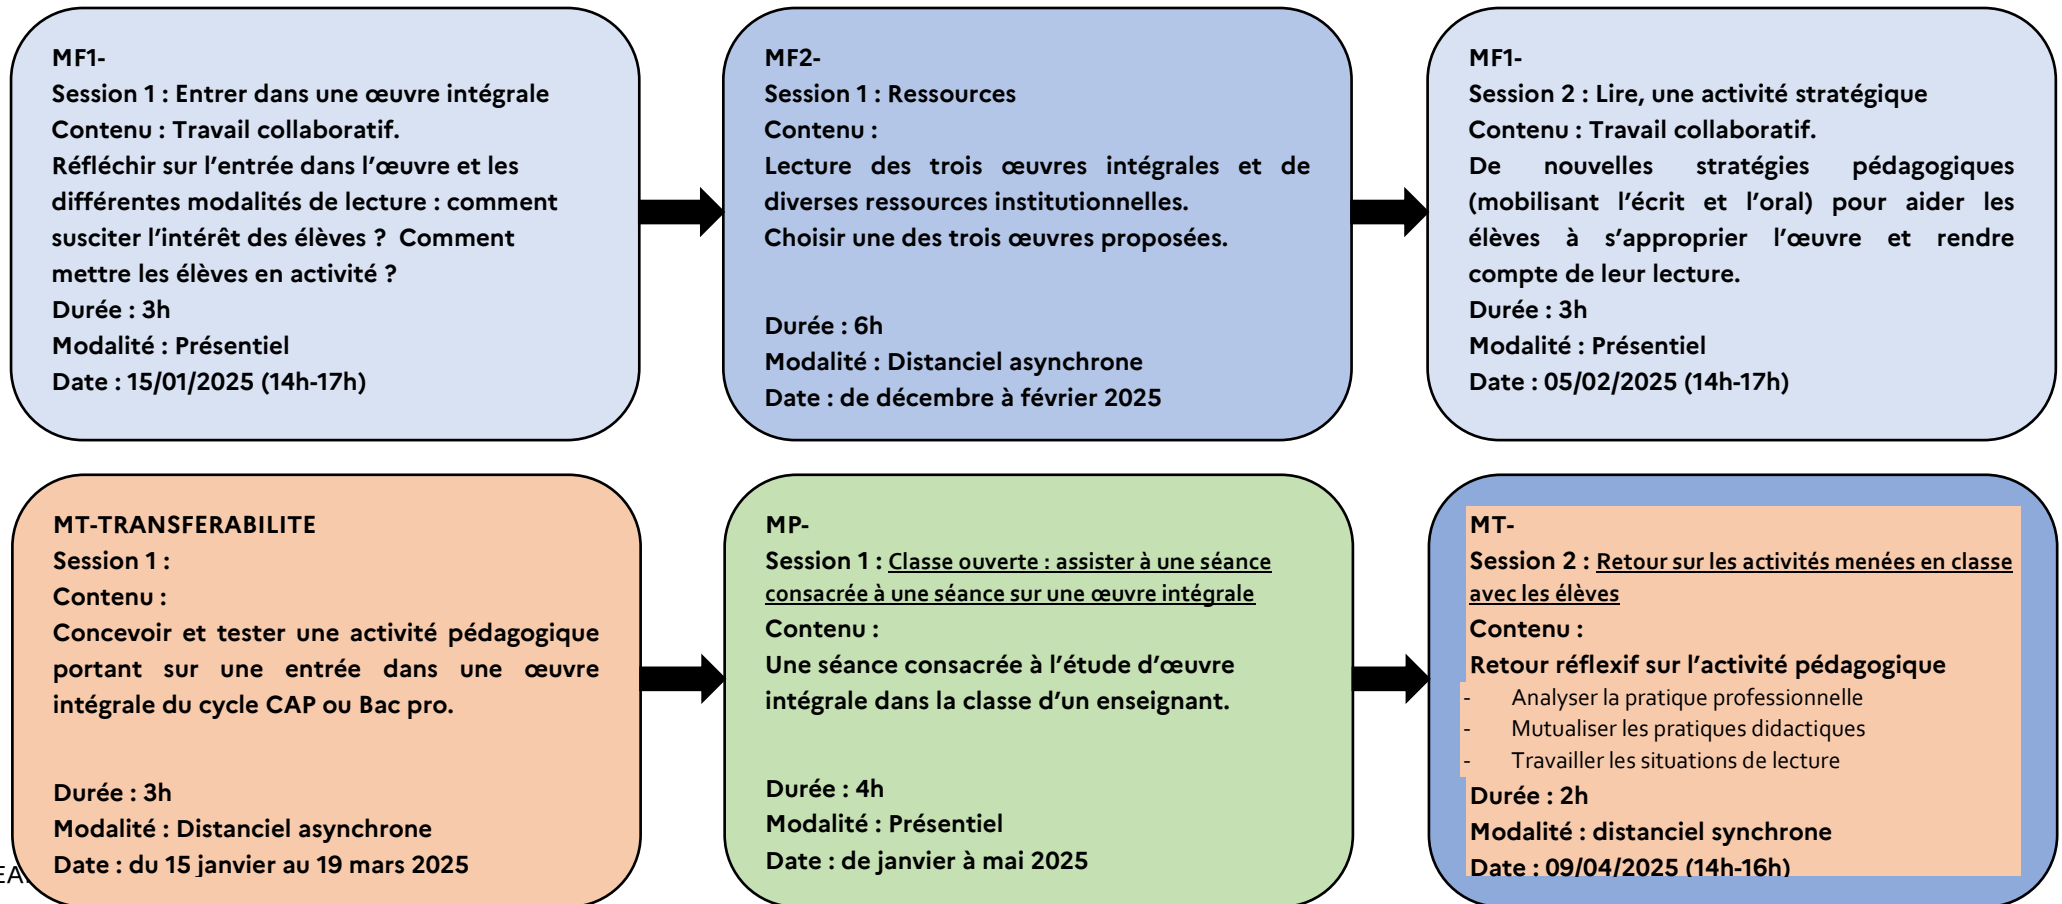 MF1-
Session 1 : Entrer dans une œuvre intégrale
Contenu : Travail collaboratif.
Réfléchir sur l’entrée dans l’œuvre et les
différentes modalités de lecture : comment
susciter l’intérêt des élèves ? Comment
mettre les élèves en activité ?
Durée : 3h
Modalité : Présentiel
Date : 15/01/2025 (14h-17h)
MF2-
Session 1 : Ressources
Contenu :
Lecture des trois œuvres intégrales et de
diverses ressources institutionnelles.
Choisir une des trois œuvres proposées.
Durée : 6h
Modalité : Distanciel asynchrone
Date : de décembre à février 2025
MF1-
Session 2 : Lire, une activité stratégique
Contenu : Travail collaboratif.
De nouvelles stratégies pédagogiques
(mobilisant l’écrit et l’oral) pour aider les
élèves à s’approprier l’œuvre et rendre
compte de leur lecture.
Durée : 3h
Modalité : Présentiel
Date : 05/02/2025 (14h-17h)
MT-TRANSFERABILITE
Session 1 :
Contenu :
Concevoir et tester une activité pédagogique
portant sur une entrée dans une œuvre
intégrale du cycle CAP ou Bac pro.
Durée : 3h
Modalité : Distanciel asynchrone
Date : du 15 janvier au 19 mars 2025
MP-
Session 1 : Classe ouverte : assister à une séance
consacrée à une séance sur une œuvre intégrale
Contenu :
Une séance consacrée à l’étude d’œuvre
intégrale dans la classe d’un enseignant.
Durée : 4h
Modalité : Présentiel
Date : de janvier à mai 2025
MT-
Session 2 : Retour sur les activités menées en classe
avec les élèves
Contenu :
Retour réflexif sur l’activité pédagogique
- Analyser la pratique professionnelle
- Mutualiser les pratiques didactiques
- Travailler les situations de lecture
Durée : 2h
Modalité : distanciel synchrone
Date : 09/04/2025 (14h-16h)